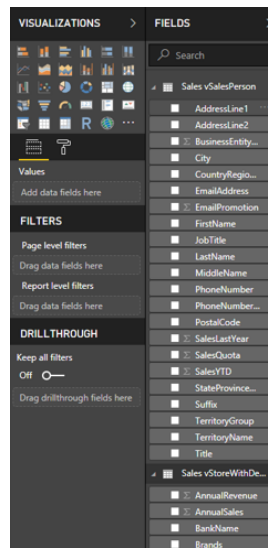 VISUALIZATIONS >
R
Values
Add data fields here
FILTERS
Page level filters
Drag data fields here
Report level filters
Drag data fields here
DRILLTHROUGH
Keep all filters
Off
Drag drillthrough fields here
FIELDS
Search
Sales vSalesPerson
AddressLine1
AddressLine2
Σ BusinessEntity...
City
CountryRegio...
EmailAddress
Σ EmailPromotion
FirstName
JobTitle
LastName
MiddleName
PhoneNumber
PhoneNumber...
PostalCode
Σ SalesLastYear
Σ SalesQuota
Σ SalesYTD
StateProvince...
Suffix
TerritoryGroup
TerritoryName
Title
Sales vStoreWithDe...
Σ AnnualRevenue
Σ AnnualSales
BankName
Brands